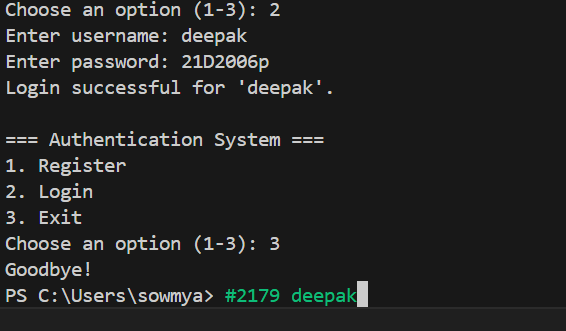 Choose an option (1-3): 2
Enter username: deepak
Enter password: 21D2006p
Login successful for 'deepak'.

=== Authentication System ===
1. Register
2. Login
3. Exit
Choose an option (1-3): 3
Goodbye!
PS C:\Users\sowmya> #2179 deepak